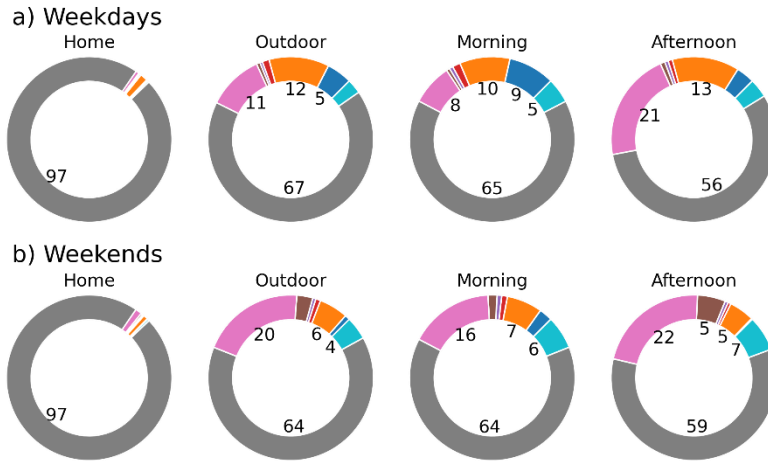 a) Weekdays
Home Outdoor Morning Afternoon
97
11 12 5
67
8 10 9 5
65
21 13
56
b) Weekends
Home Outdoor Morning Afternoon
97
20 6 4
64
16 7 6
64
22 5 5 7
59